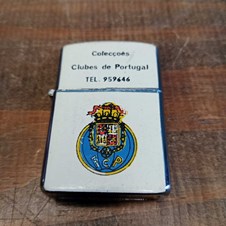 Colecções
Clubes de Portugal
TEL. 959646